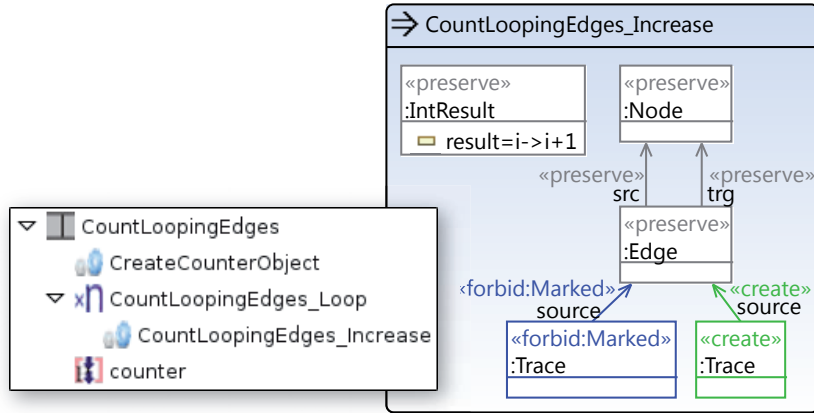 CountLoopingEdges_Increase
«preserve»
:IntResult
result=i->i+1
«preserve»
:Node
«preserve»
src
«preserve»
trg
«preserve»
:Edge
«forbid:Marked»
source
«create»
source
«forbid:Marked»
:Trace
«create»
:Trace
CountLoopingEdges
CreateCounterObject
CountLoopingEdges_Loop
CountLoopingEdges_Increase
counter